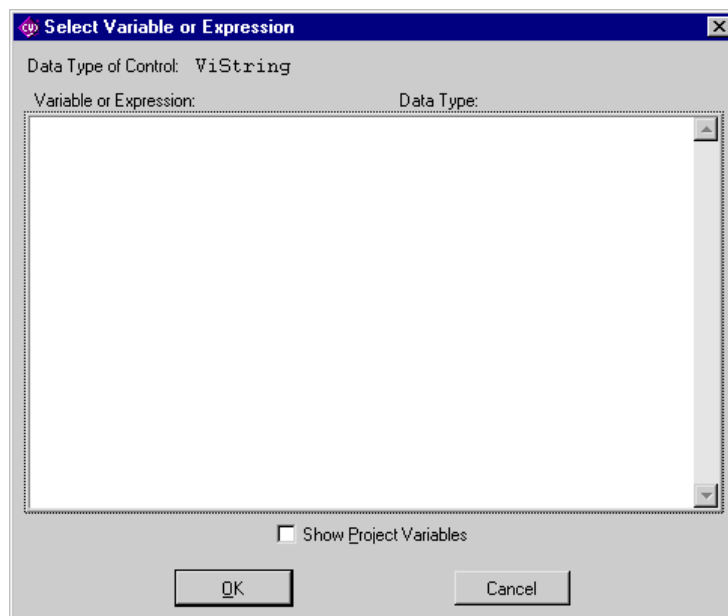 CVI Select Variable or Expression
Data Type of Control: ViString
Variable or Expression: Data Type:
Show Project Variables
OK Cancel